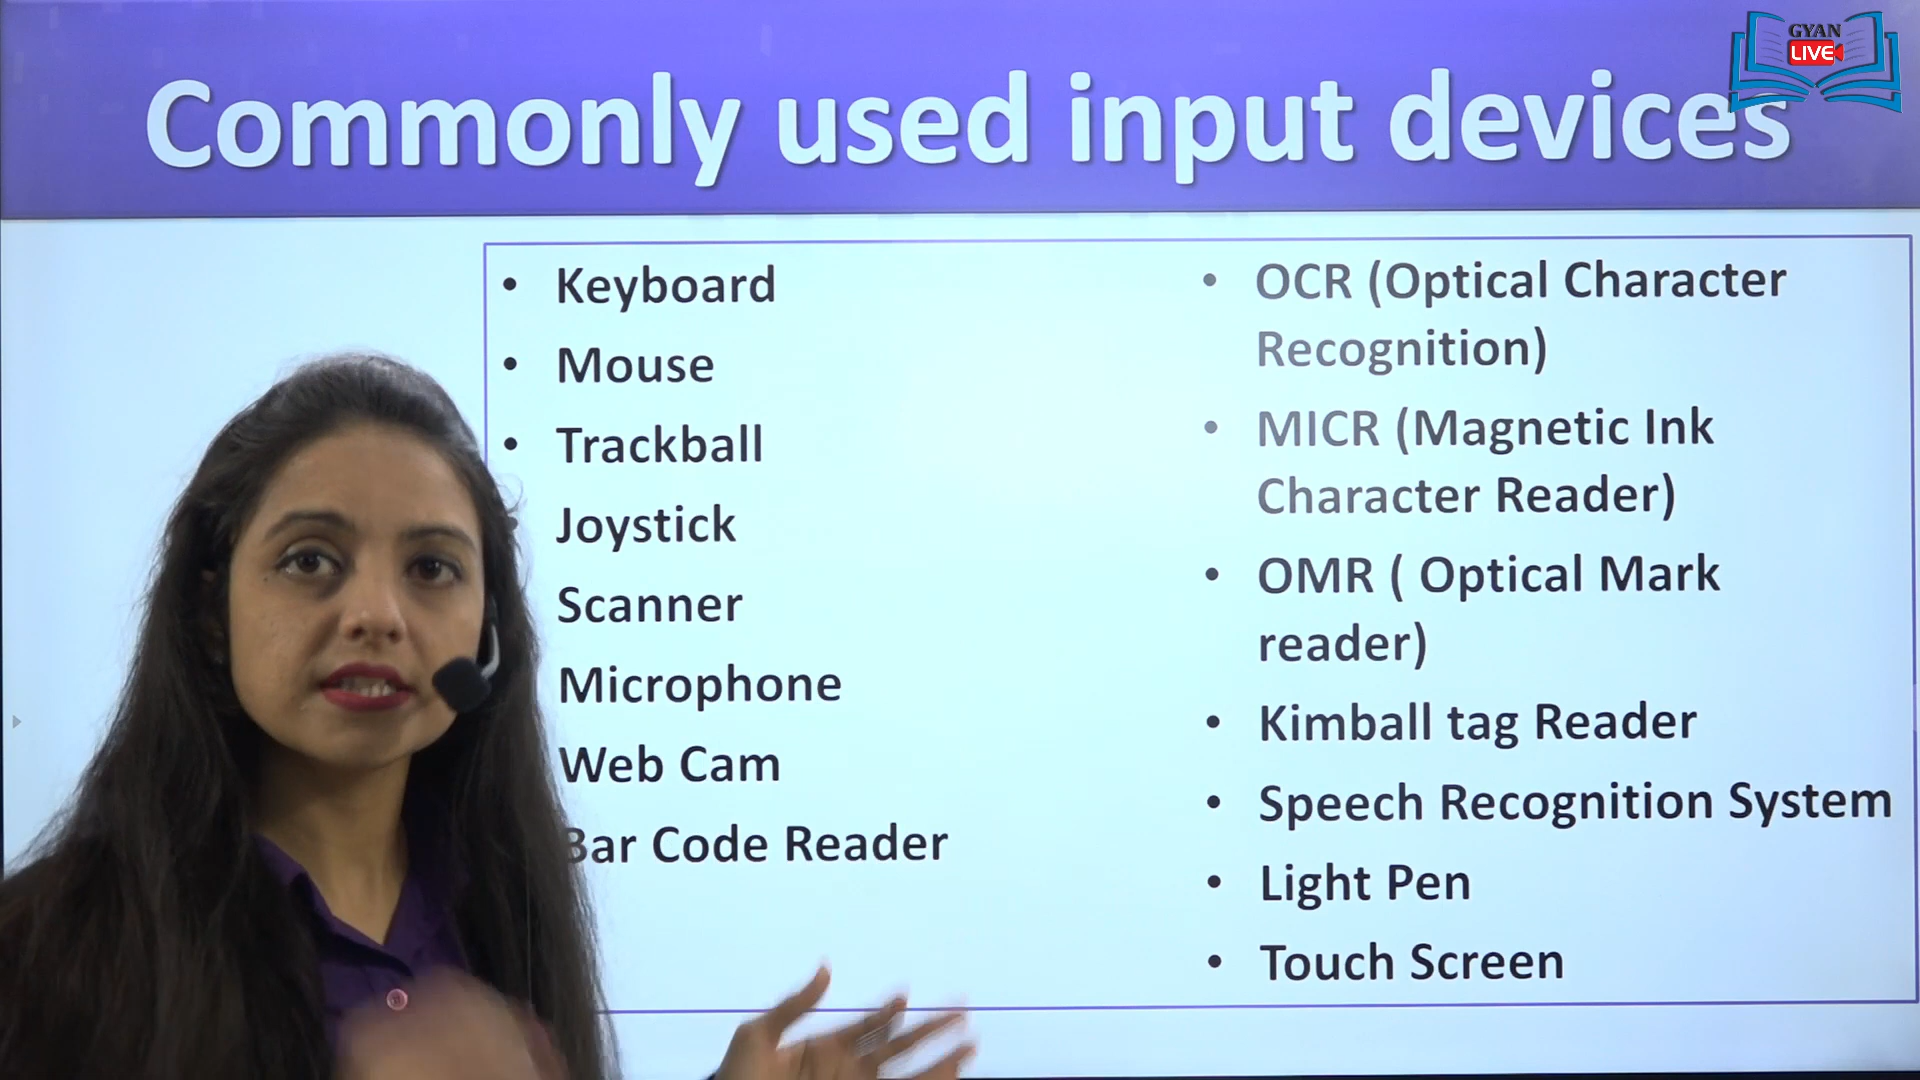 GYAN
LIVE
Commonly used input devices
• Keyboard
• Mouse
• Trackball
• Joystick
Scanner
Microphone
Web Cam
Bar Code Reader
• OCR (Optical Character
Recognition)
• MICR (Magnetic Ink
Character Reader)
• OMR ( Optical Mark
reader)
• Kimball tag Reader
• Speech Recognition System
• Light Pen
• Touch Screen